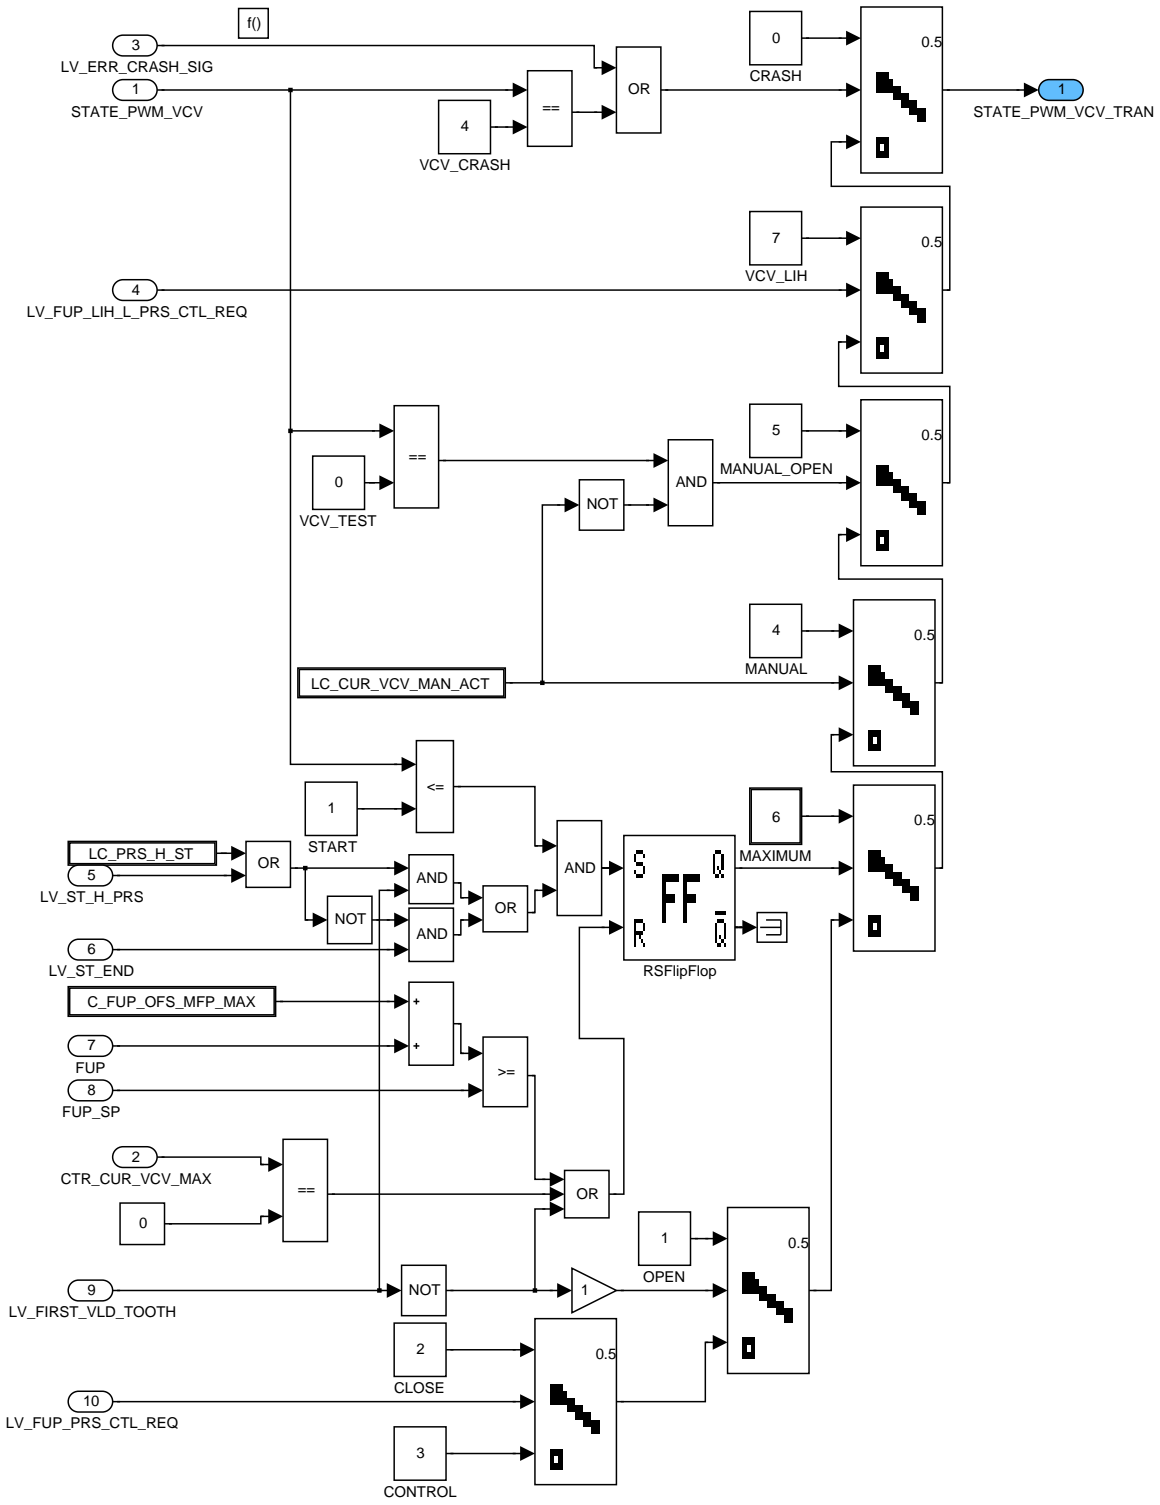 f()
3
LV_ERR_CRASH_SIG
1
STATE_PWM_VCV
4
VCV_CRASH
==
OR
0
CRASH
0.5
1
STATE_PWM_VCV_TRAN
7
VCV_LIH
0.5
4
LV_FUP_LIH_L_PRS_CTL_REQ
==
0
VCV_TEST
NOT
AND
5
MANUAL_OPEN
0.5
4
MANUAL
0.5
LC_CUR_VCV_MAN_ACT
<=
1
START
LC_PRS_H_ST
5
LV_ST_H_PRS
OR
NOT
AND
AND
OR
AND
6
LV_ST_END
S Q
FF
R Q
RSFlipFlop
6
MAXIMUM
0.5
C_FUP_OFS_MFP_MAX
+
+
7
FUP
8
FUP_SP
>=
2
CTR_CUR_VCV_MAX
0
==
OR
9
LV_FIRST_VLD_TOOTH
NOT
1
1
OPEN
0.5
2
CLOSE
0.5
10
LV_FUP_PRS_CTL_REQ
3
CONTROL